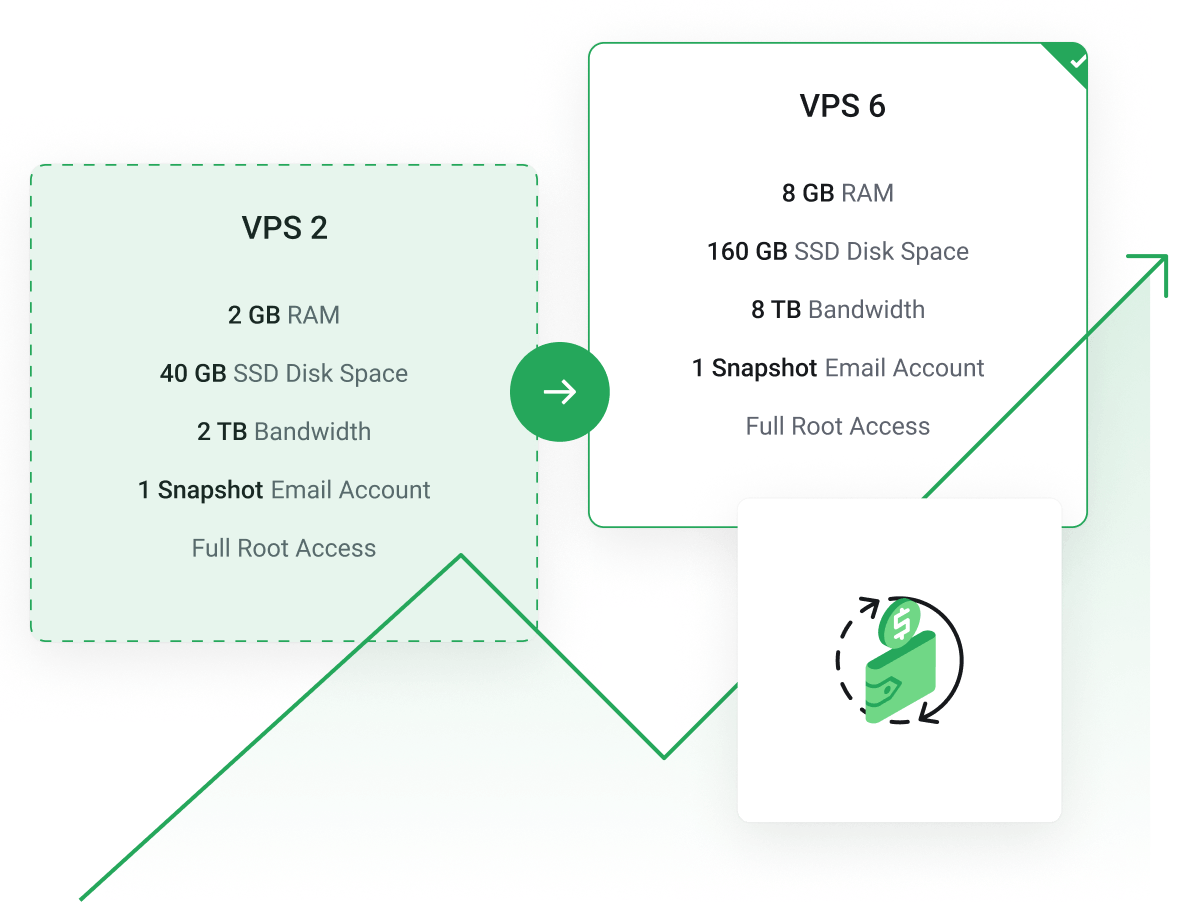 VPS 2
2 GB RAM
40 GB SSD Disk Space
2 TB Bandwidth
1 Snapshot Email Account
Full Root Access
VPS 6
8 GB RAM
160 GB SSD Disk Space
8 TB Bandwidth
1 Snapshot Email Account
Full Root Access
$